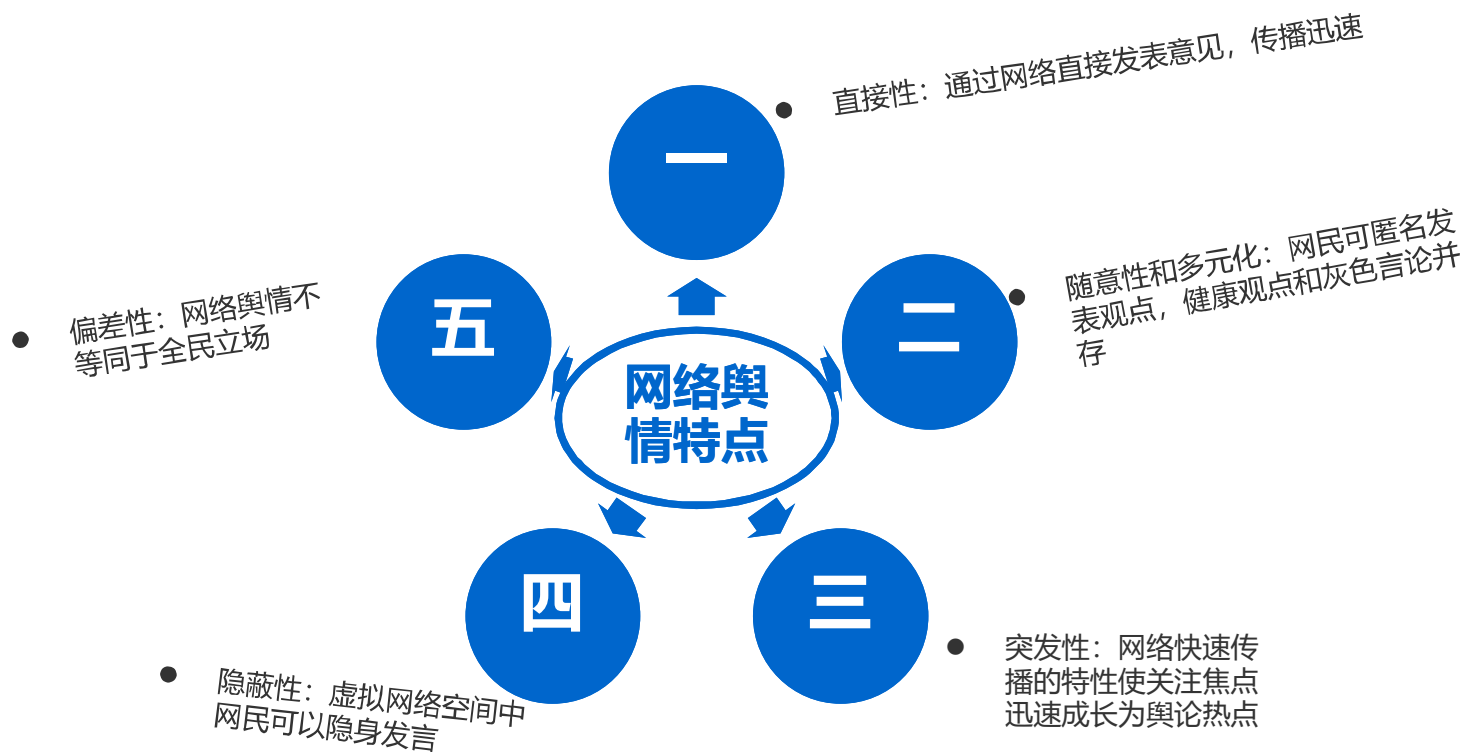 网络舆
情特点
一
直接性：通过网络直接发表意见，传播迅速
二
随意性和多元化：网民可匿名发
表观点，健康观点和灰色言论并
存
三
突发性：网络快速传
播的特性使关注焦点
迅速成长为舆论热点
四
隐蔽性：虚拟网络空间中
网民可以隐身发言
五
偏差性：网络舆情不
等同于全民立场